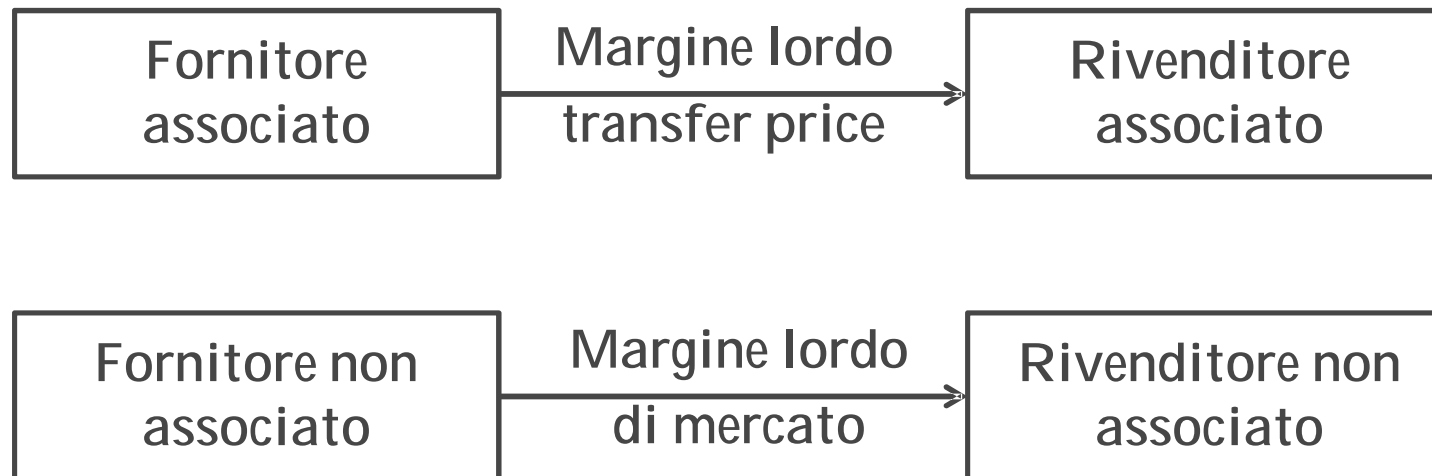 Fornitore
associato
Margine lordo
transfer price
Rivenditore
associato
Fornitore non
associato
Margine lordo
di mercato
Rivenditore non
associato